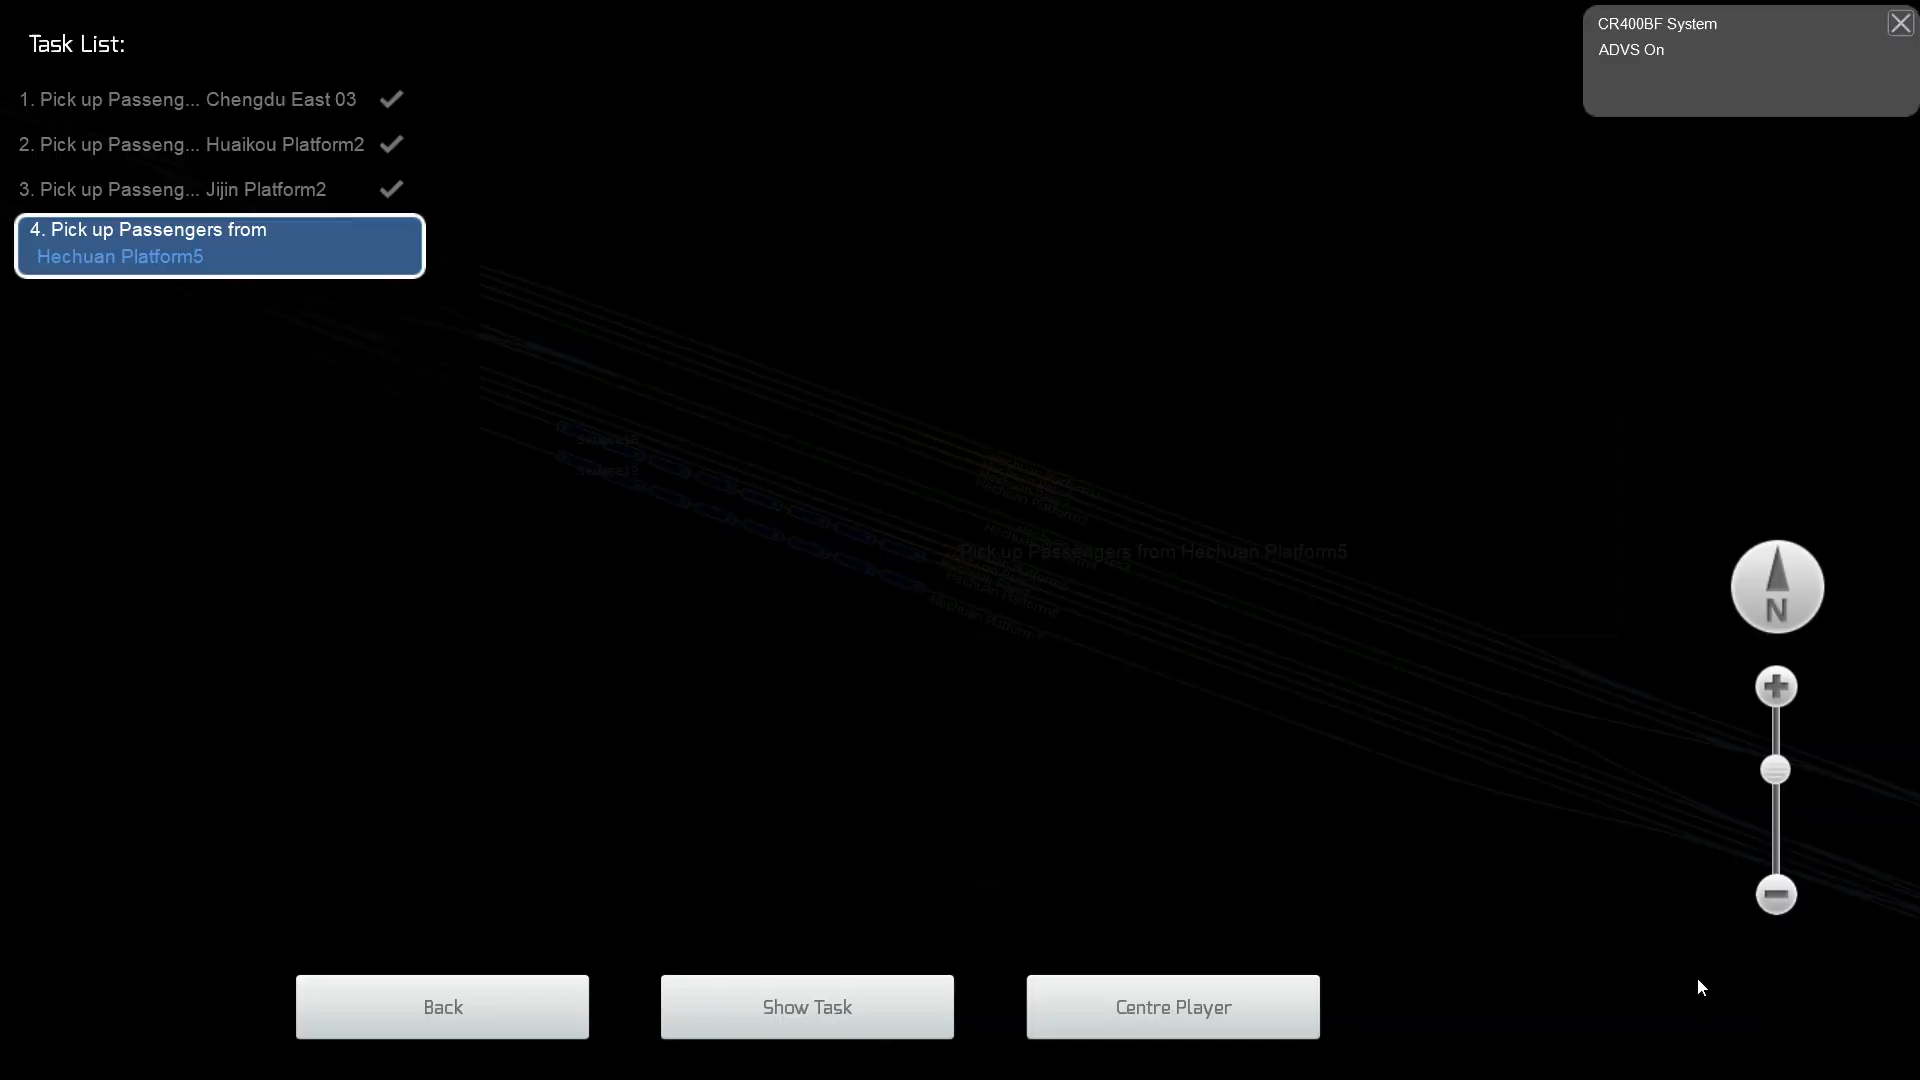 Task List:
1. Pick up Passeng... Chengdu East 03
2. Pick up Passeng... Huaikou Platform2
3. Pick up Passeng... Jijin Platform2
4. Pick up Passengers from
Hechuan Platform5
CR400BF System
ADVS On
Pick up Passengers from Hechuan Platform5
N
Back
Show Task
Centre Player